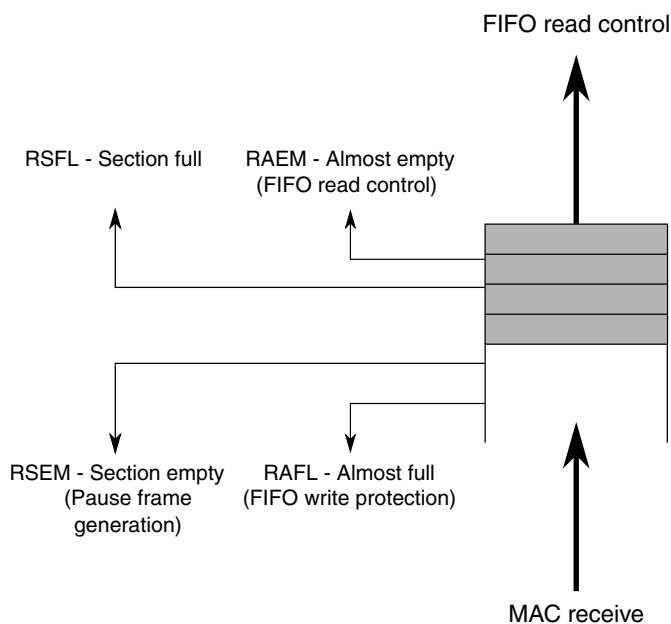 FIFO read control
RSFL - Section full
RAEM - Almost empty
(FIFO read control)
RSEM - Section empty
(Pause frame
generation)
RAFL - Almost full
(FIFO write protection)
MAC receive